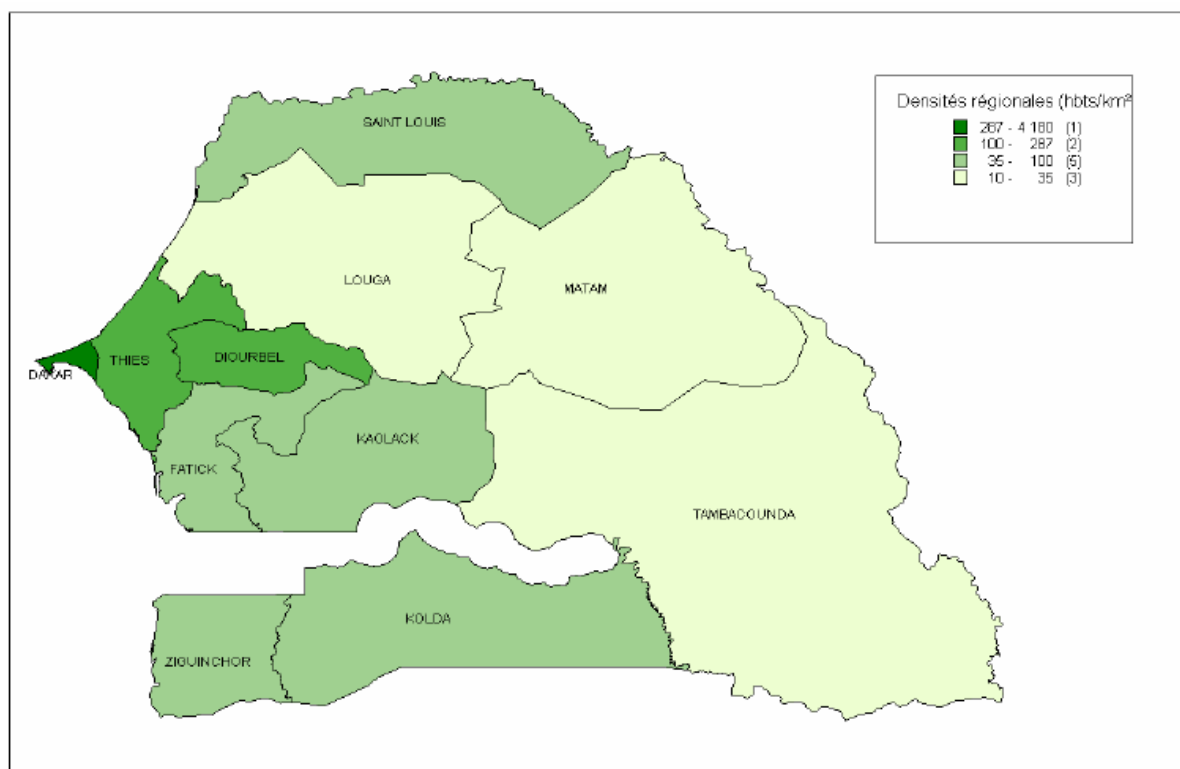 Densités régionales (hbts/km²
287 - 4 180 (1)
100 - 287 (2)
35 - 100 (5)
10 - 35 (3)
SAINT LOUIS
LOUGA
MATAM
THIES
DIOURBEL
DAKAR
KAOLACK
FATICK
TAMBACOUNDA
KOLDA
ZIGUINCHOR